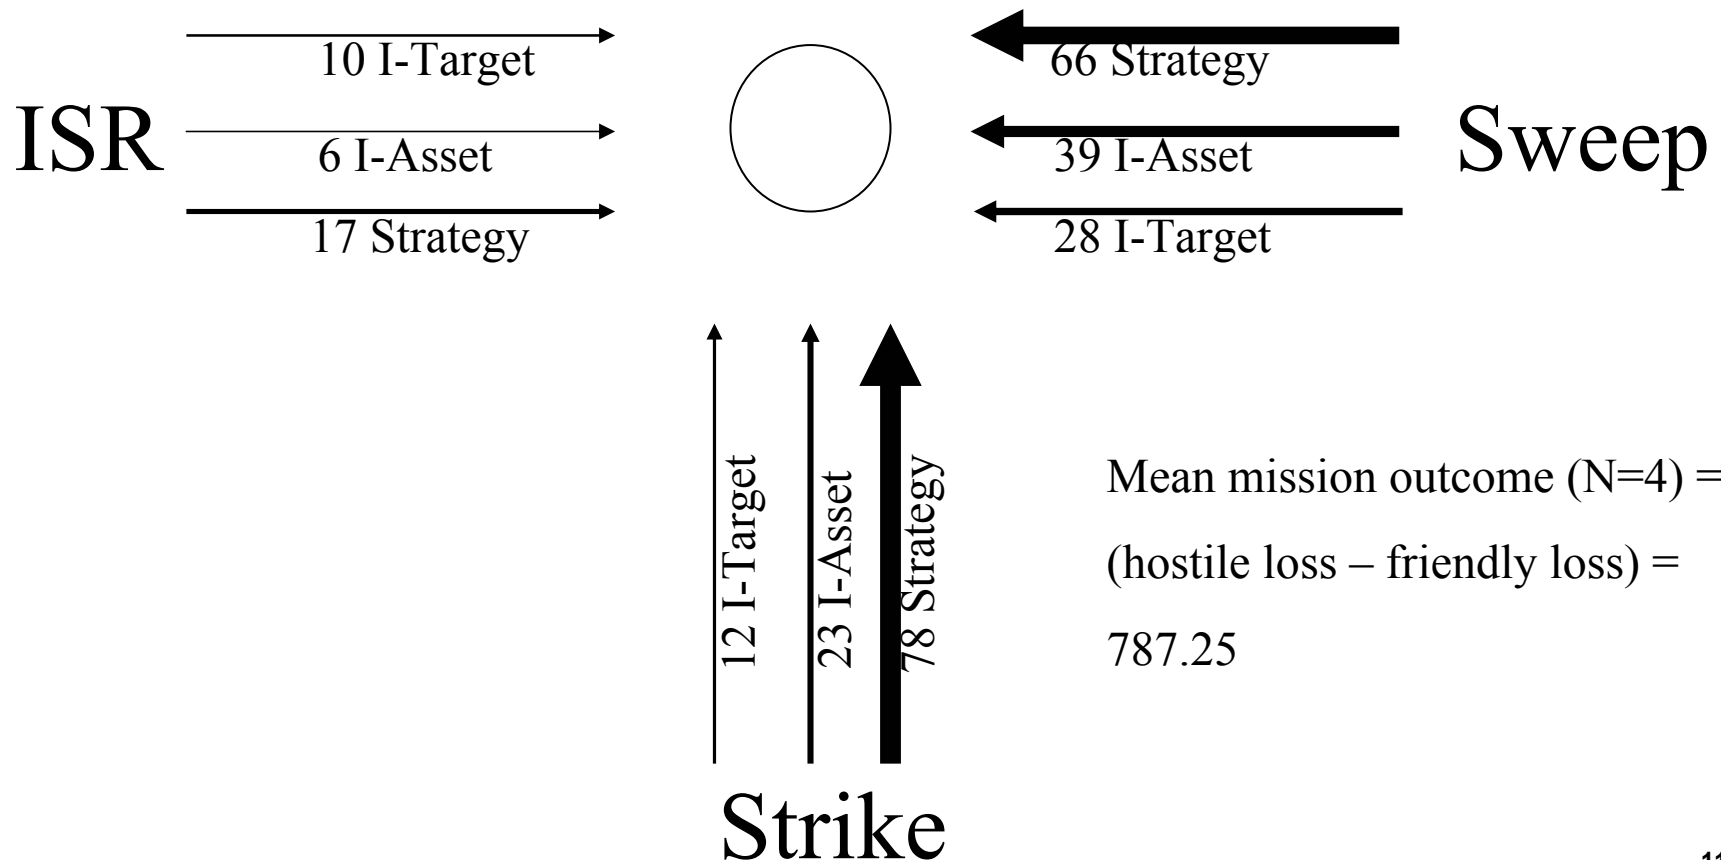 10 I-Target
ISR
6 I-Asset
17 Strategy
66 Strategy
39 I-Asset
Sweep
28 I-Target
12 I-Target
23 I-Asset
78 Strategy
Strike
Mean mission outcome (N=4) =
(hostile loss – friendly loss) =
787.25